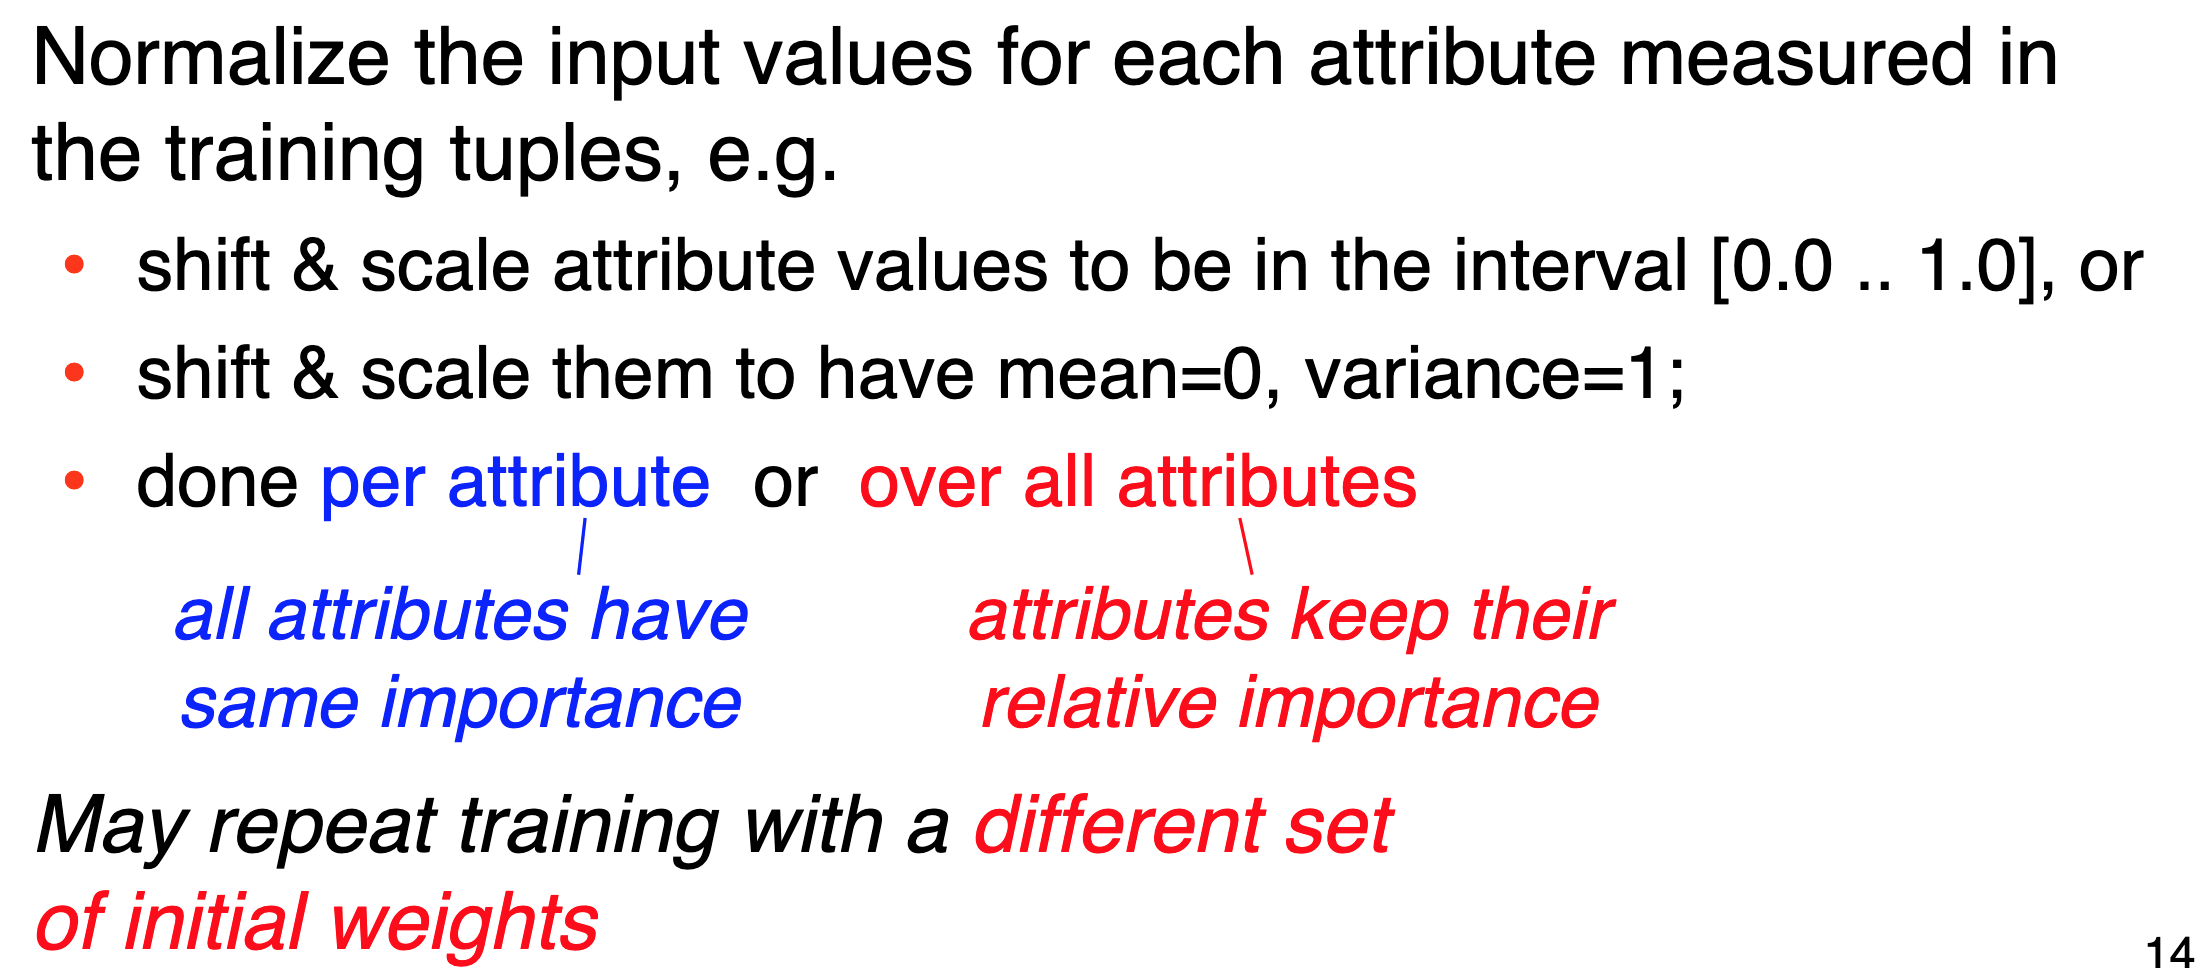 Normalize the input values for each attribute measured in
the training tuples, e.g.
• shift & scale attribute values to be in the interval [0.0 .. 1.0], or
• shift & scale them to have mean=0, variance=1;
• done per attribute or over all attributes
all attributes have
same importance
attributes keep their
relative importance
May repeat training with a different set
of initial weights
14